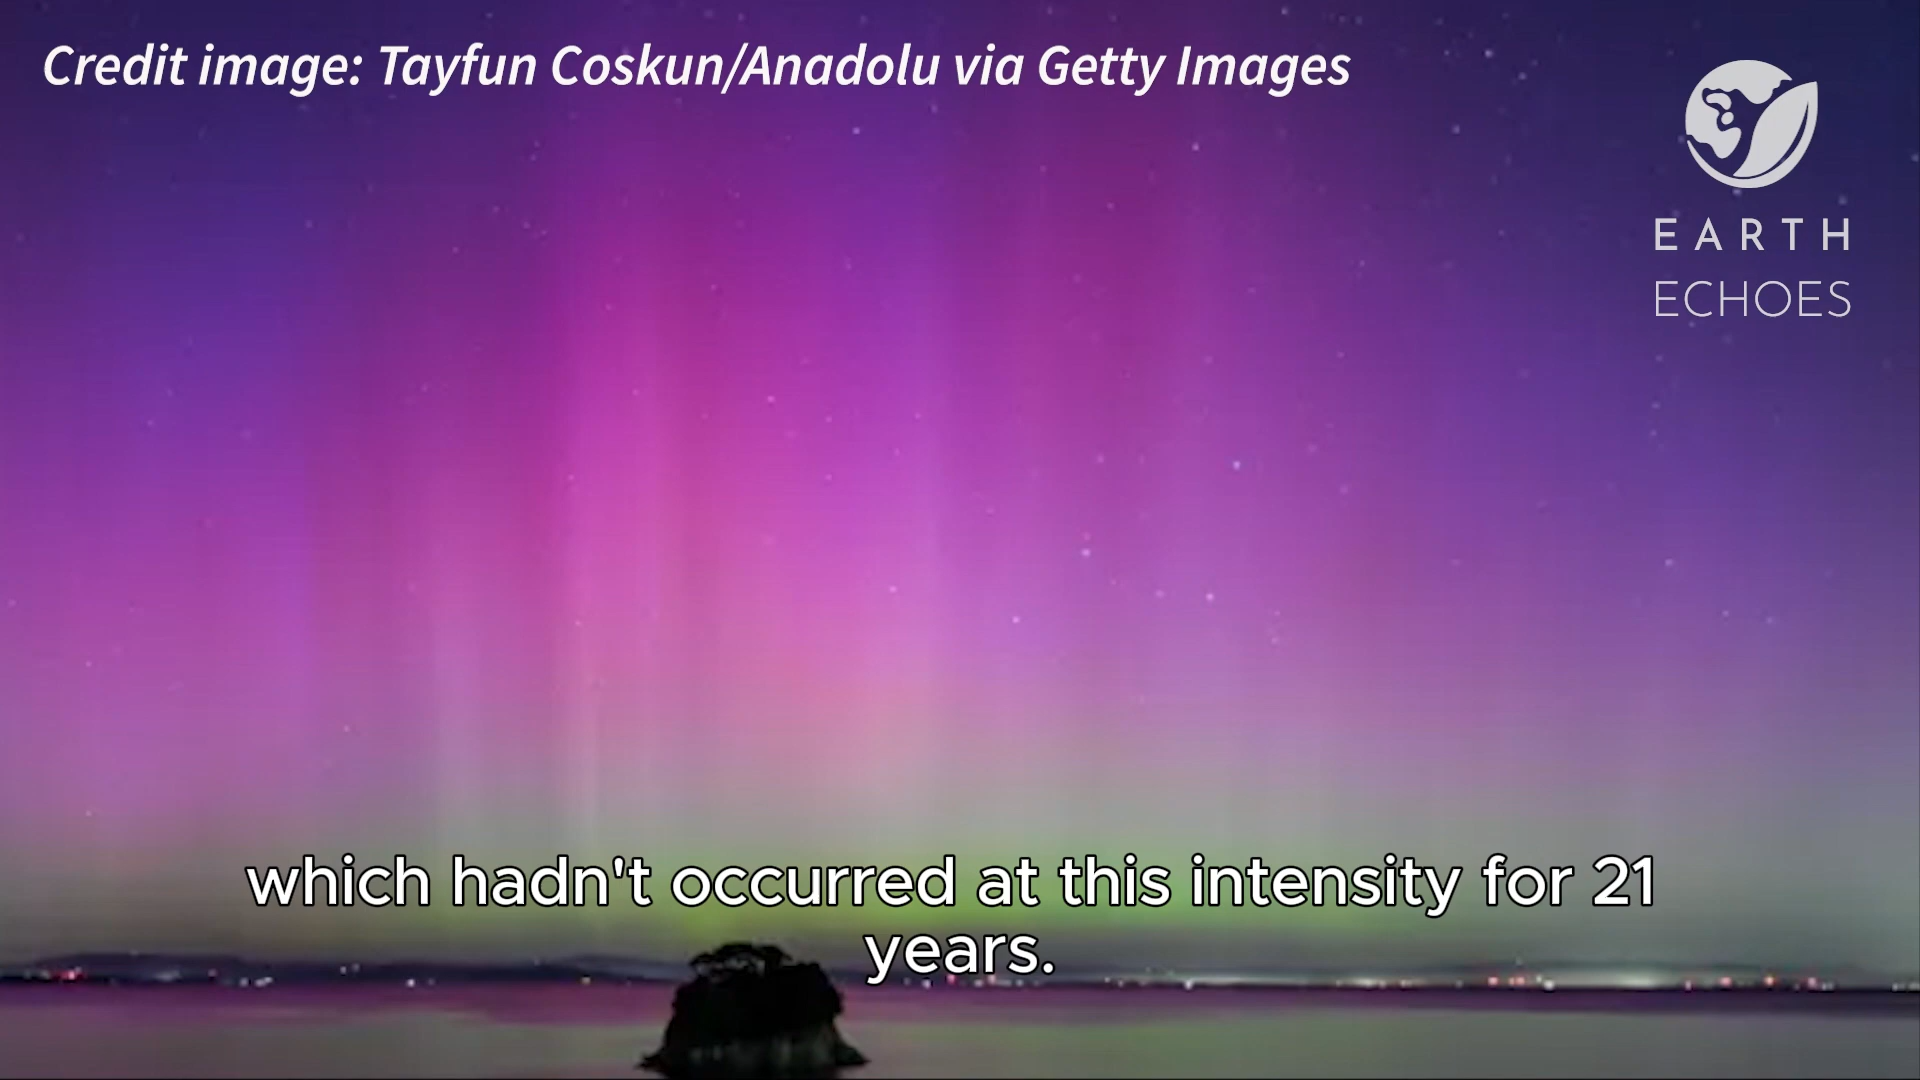 Credit image: Tayfun Coskun/Anadolu via Getty Images
EARTH
ECHOES
which hadn't occurred at this intensity for 21
years.